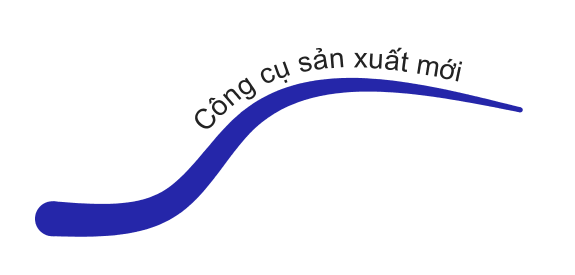 Công cụ sản xuất mới